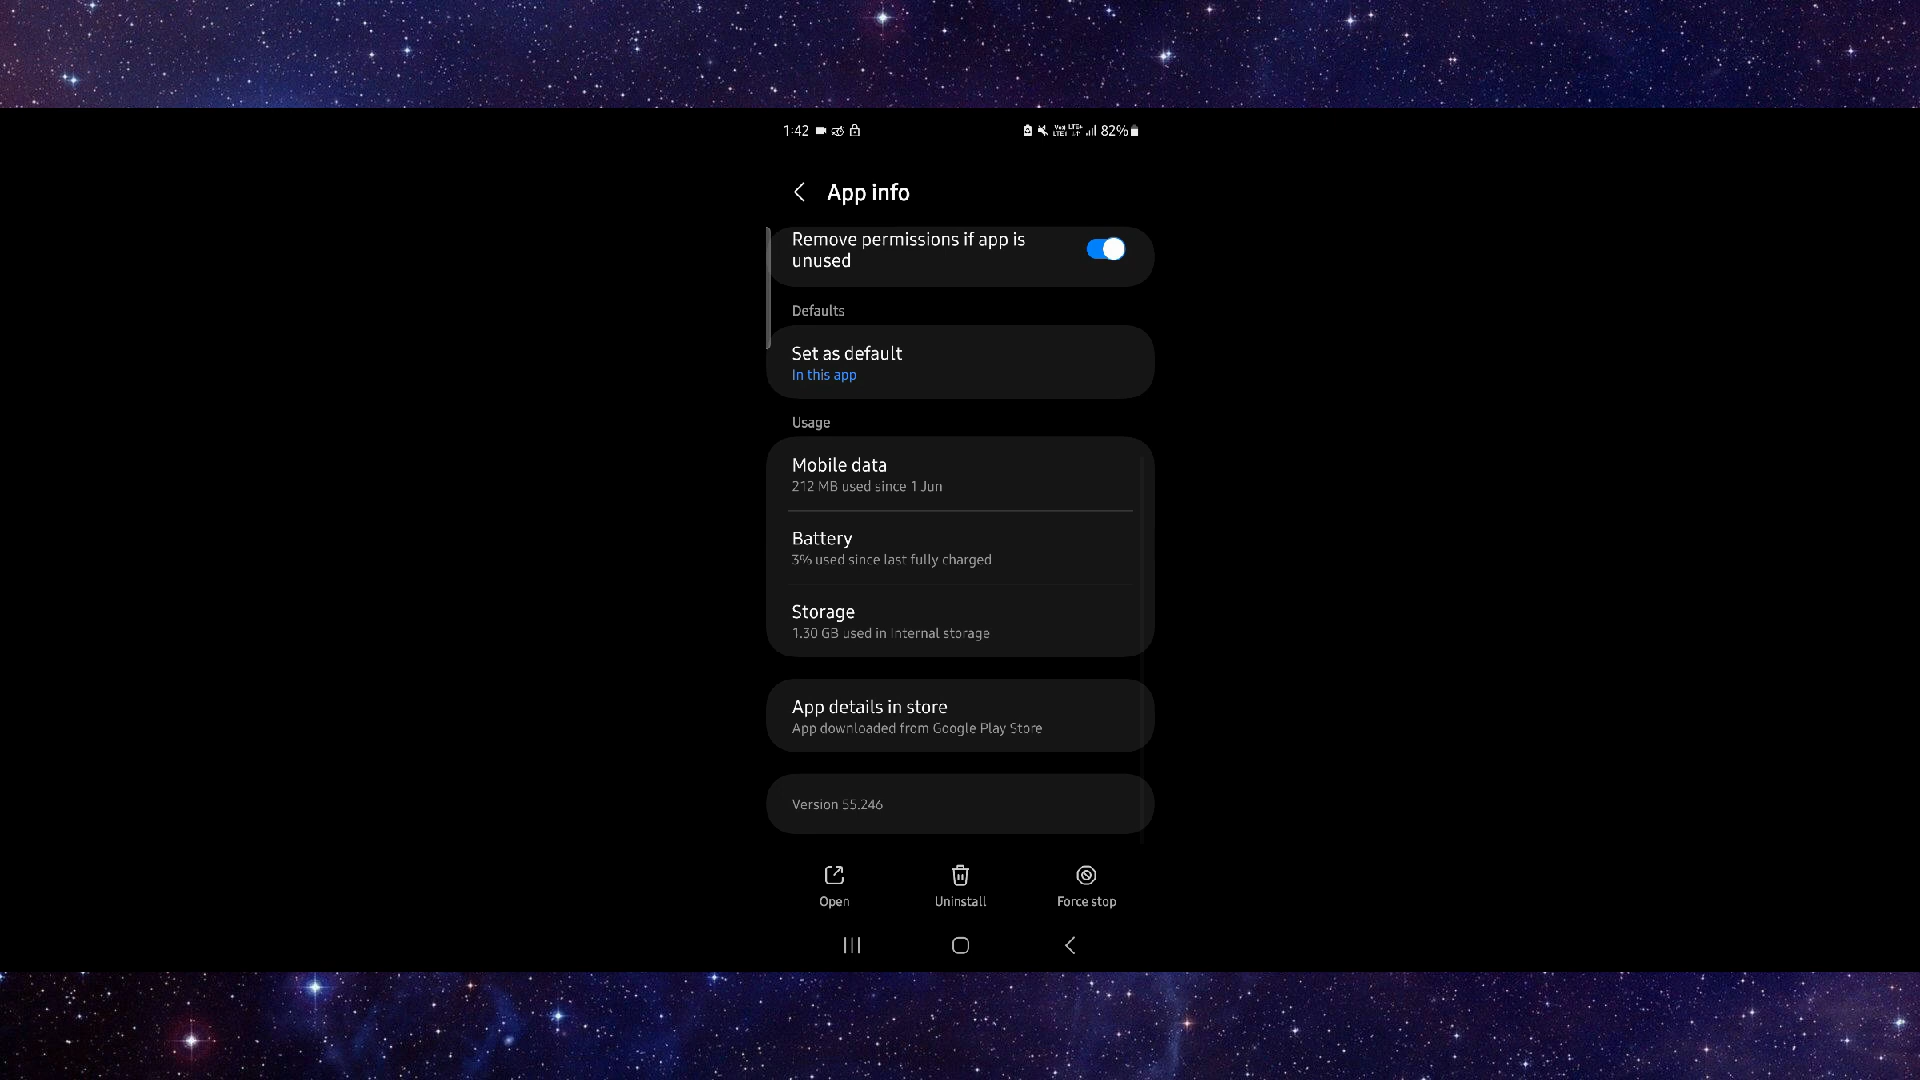 1:42 82%
App info
Remove permissions if app is
unused
Defaults
Set as default
In this app
Usage
Mobile data
212 MB used since 1 Jun
Battery
3% used since last fully charged
Storage
1.30 GB used in Internal storage
App details in store
App downloaded from Google Play Store
Version 55.246
Open Uninstall Force stop